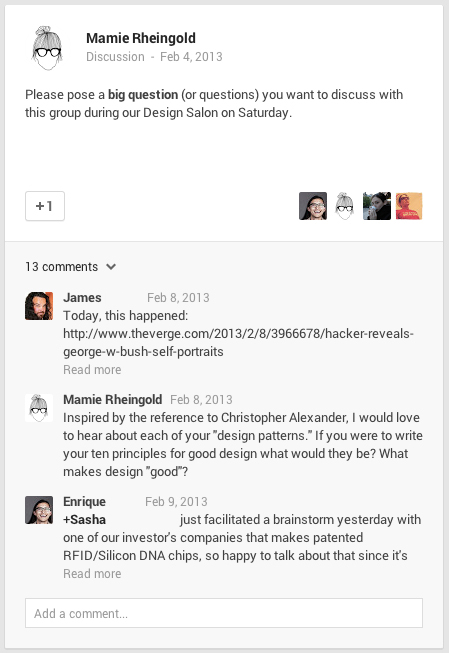 Mamie Rheingold
Discussion - Feb 4, 2013
Please pose a big question (or questions) you want to discuss with
this group during our Design Salon on Saturday.
+1
13 comments
James Feb 8, 2013
Today, this happened:
http://www.theverge.com/2013/2/8/3966678/hacker-reveals-
george-w-bush-self-portraits
Read more
Mamie Rheingold Feb 8, 2013
Inspired by the reference to Christopher Alexander, I would love
to hear about each of your "design patterns." If you were to write
your ten principles for good design what would they be? What
makes design "good"?
Enrique Feb 9, 2013
+Sasha just facilitated a brainstorm yesterday with
one of our investor's companies that makes patented
RFID/Silicon DNA chips, so happy to talk about that since it's
Read more
Add a comment...